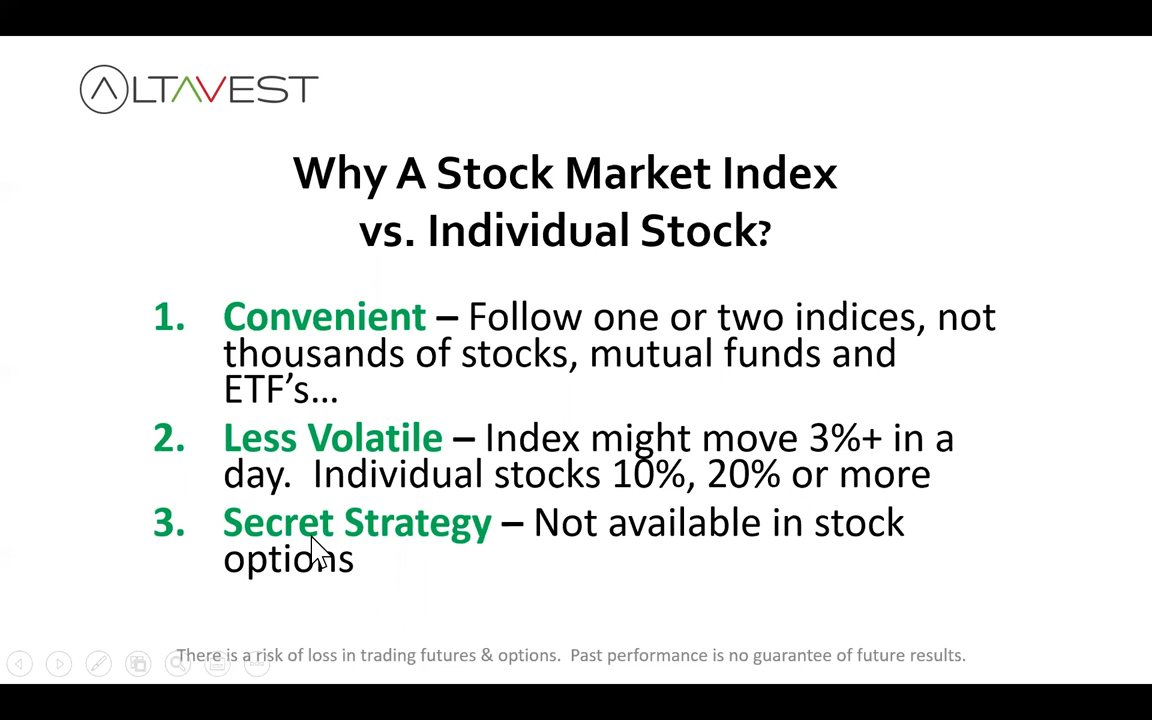 ALTAVEST
Why A Stock Market Index
vs. Individual Stock?
1. Convenient – Follow one or two indices, not
thousands of stocks, mutual funds and
ETF’s…
2. Less Volatile – Index might move 3%+ in a
day.  Individual stocks 10%, 20% or more
3. Secret Strategy – Not available in stock
options
There is a risk of loss in trading futures & options.  Past performance is no guarantee of future results.